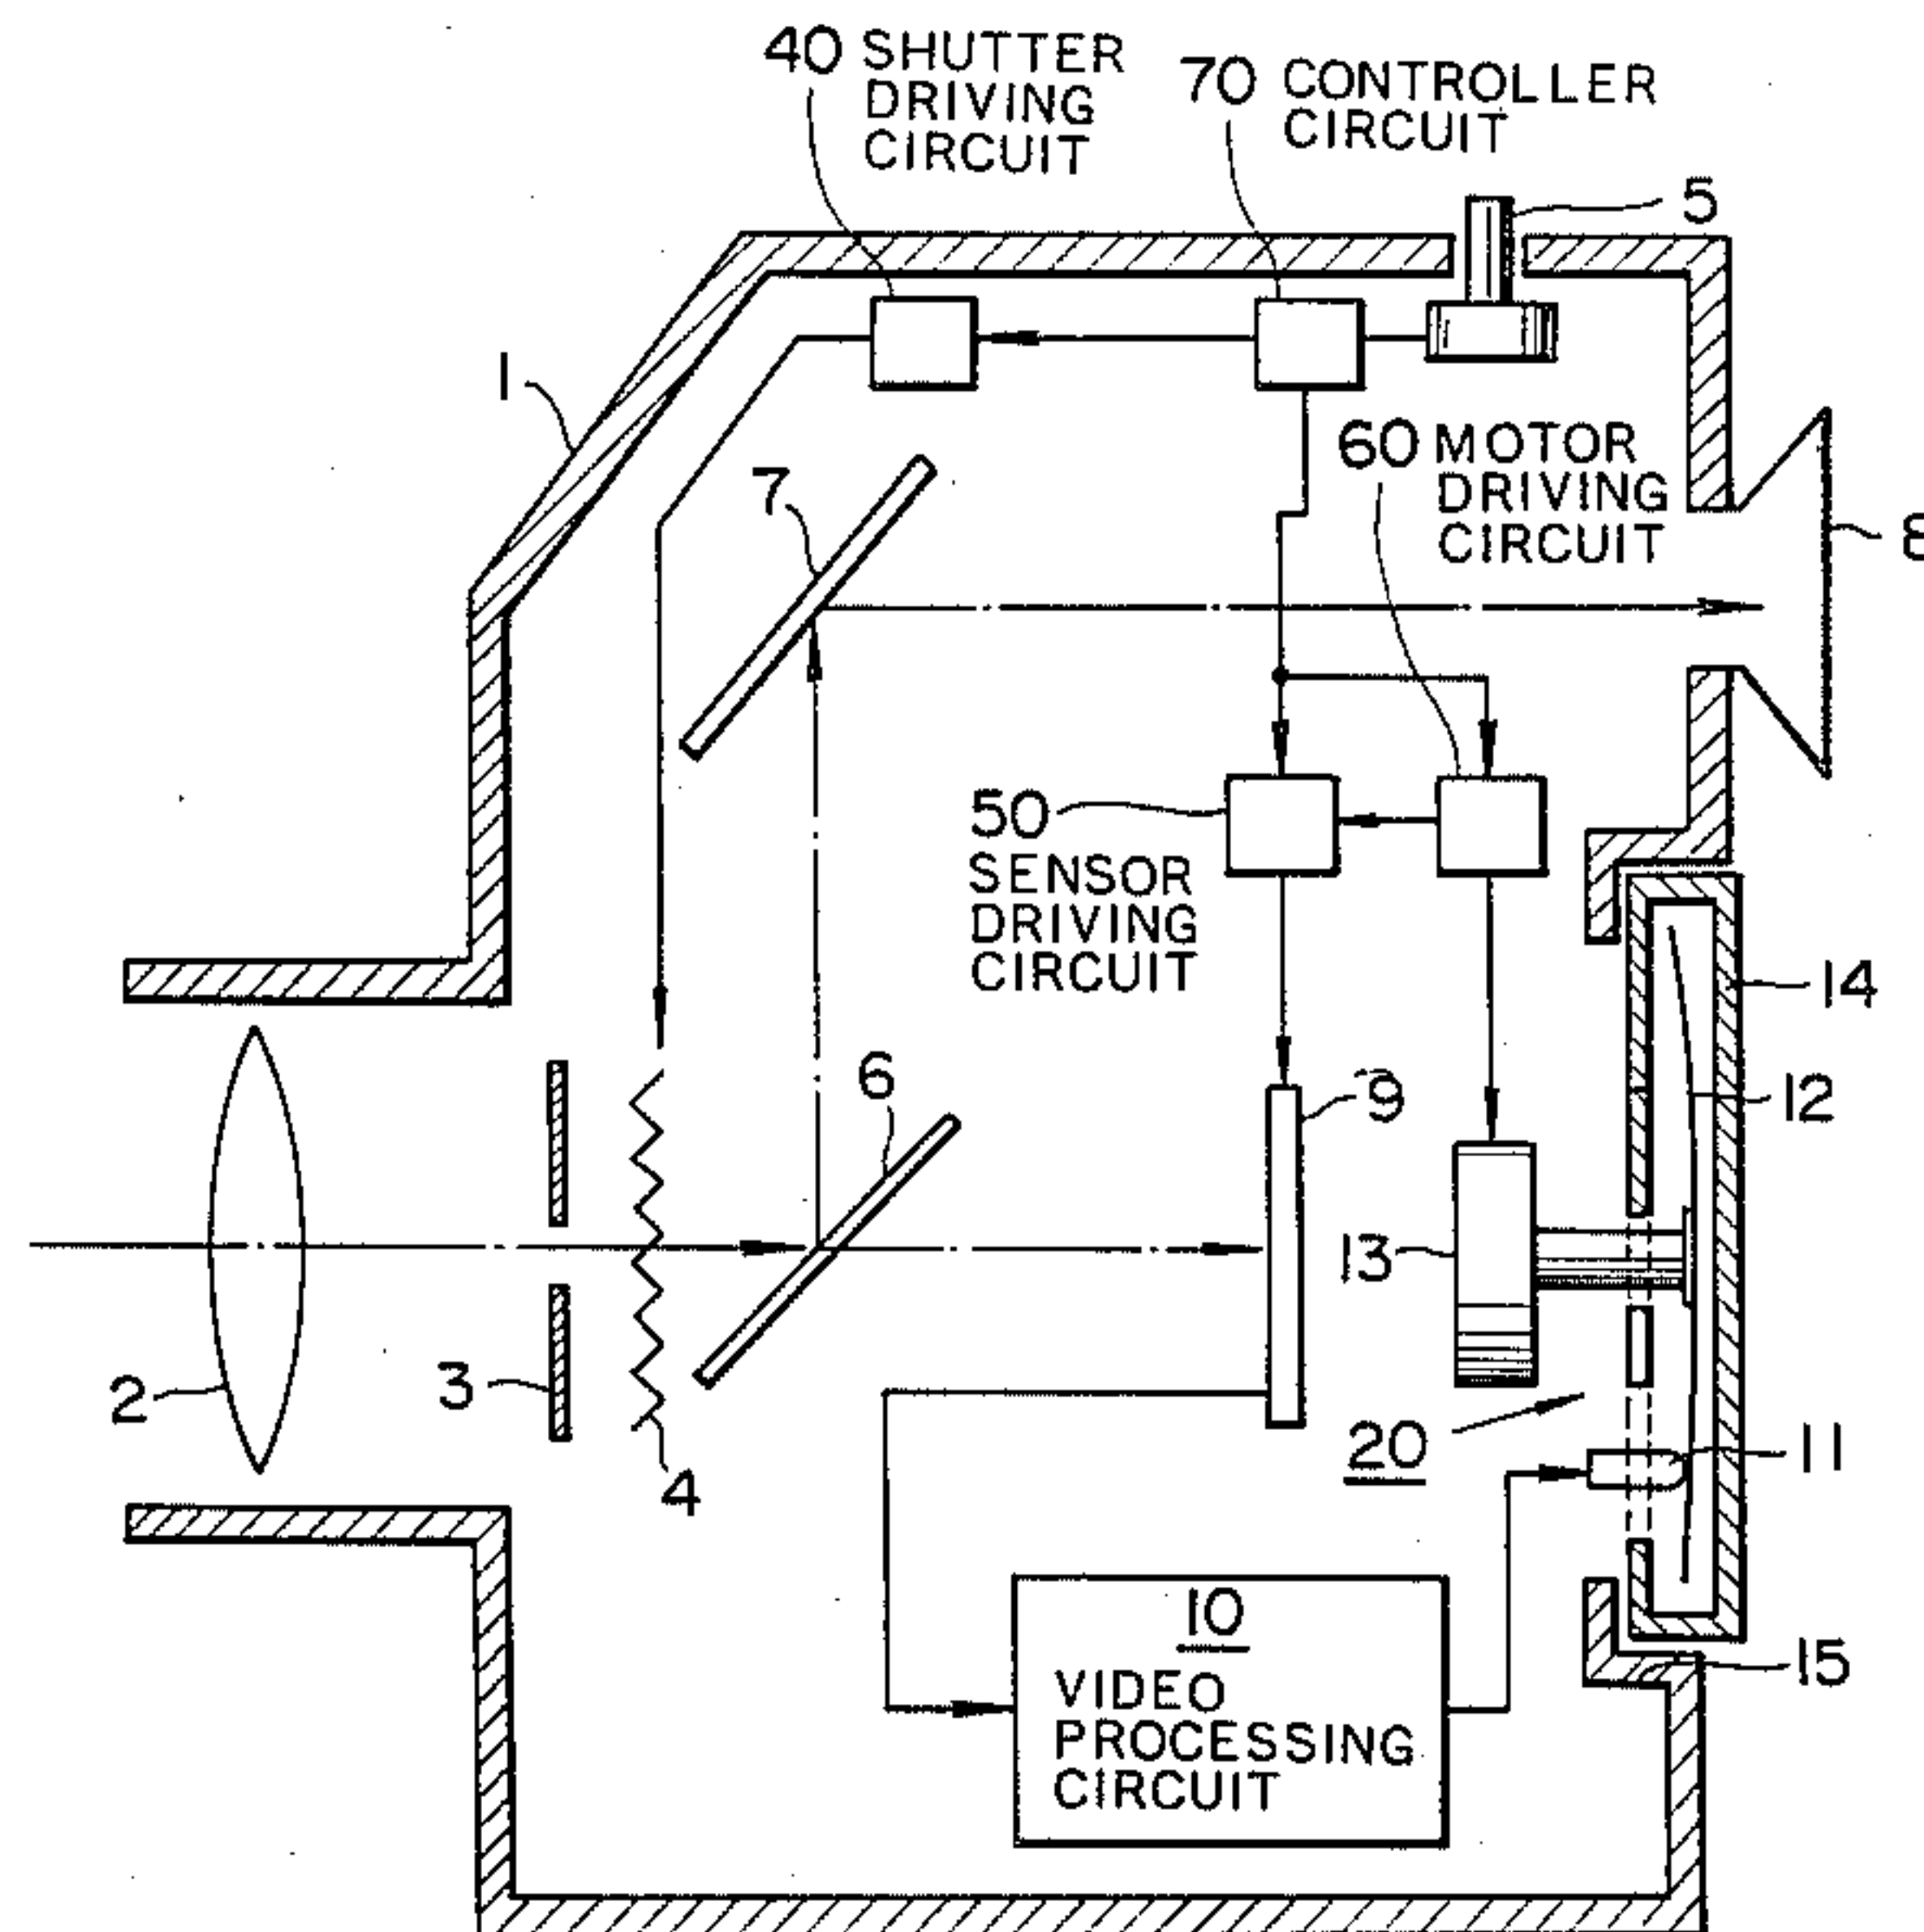 40 SHUTTER
DRIVING
CIRCUIT
70 CONTROLLER
CIRCUIT
5
1
60 MOTOR
DRIVING
CIRCUIT
7
8
50
SENSOR
DRIVING
CIRCUIT
14
6
9
12
13
2
3
4
20
11
10
VIDEO
PROCESSING
CIRCUIT
15